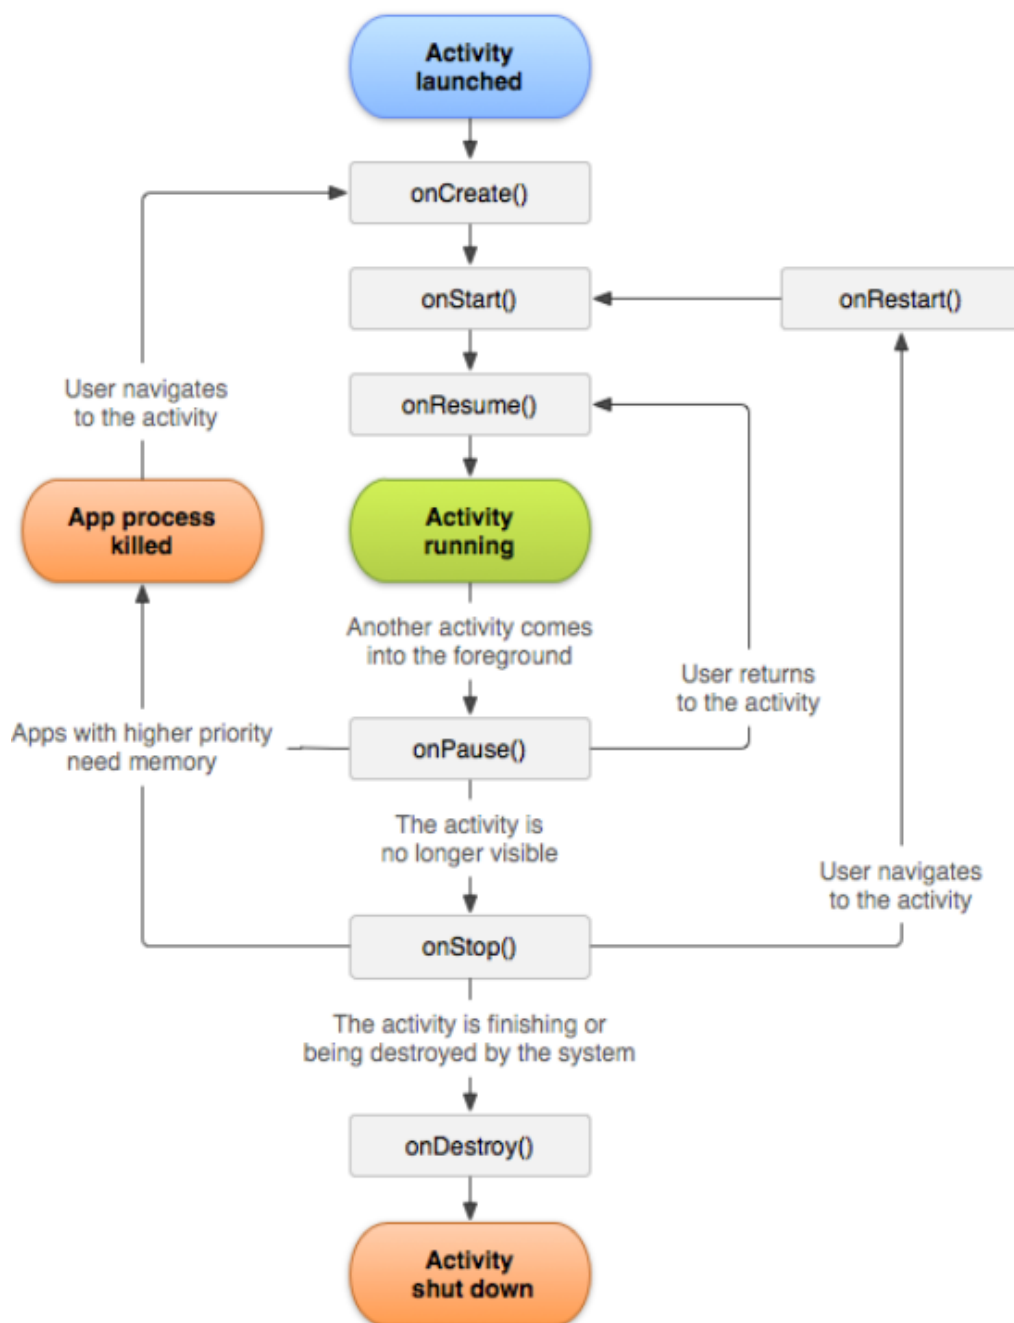 Activity
launched
onCreate()
onStart()
onRestart()
User navigates
to the activity
onResume()
App process
killed
Activity
running
Another activity comes
into the foreground
User returns
to the activity
Apps with higher priority
need memory
onPause()
The activity is
no longer visible
User navigates
to the activity
onStop()
The activity is finishing or
being destroyed by the system
onDestroy()
Activity
shut down